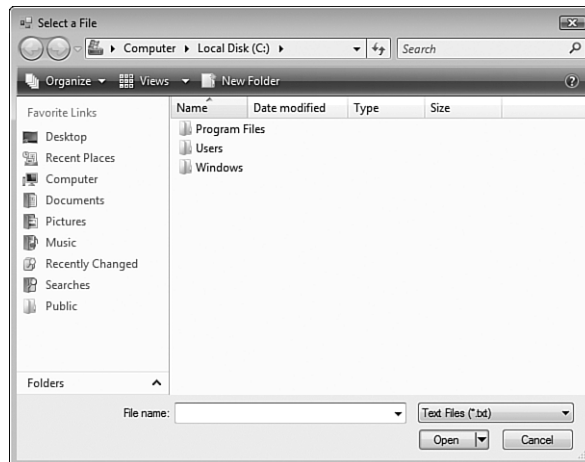 Select a File
Computer Local Disk (C:) Search
Organize Views New Folder
Favorite Links
Name Date modified Type Size
Desktop
Recent Places
Computer
Documents
Pictures
Music
Recently Changed
Searches
Public
Program Files
Users
Windows
Folders
File name: Text Files (*.txt)
Open Cancel